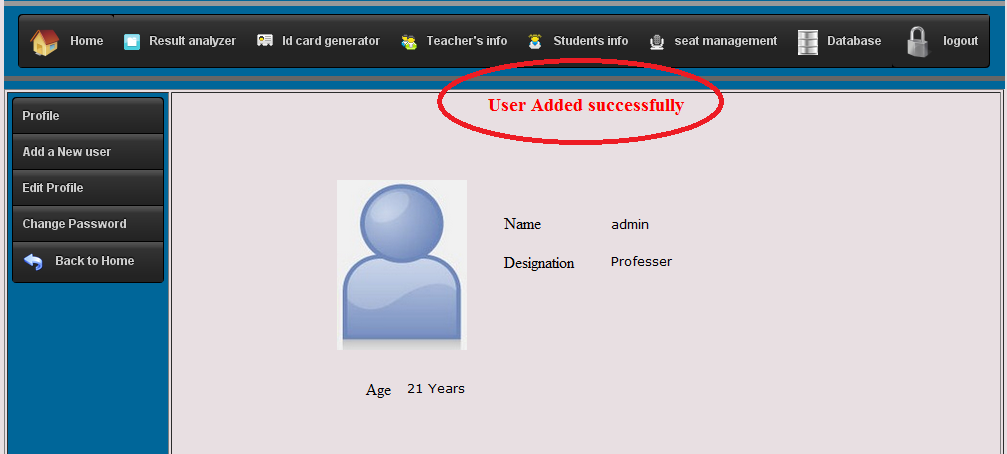 Home Result analyzer Id card generator Teacher's info Students info seat management Database logout
User Added successfully
Profile
Add a New user
Edit Profile
Change Password
Back to Home
Name admin
Designation Professer
Age 21 Years